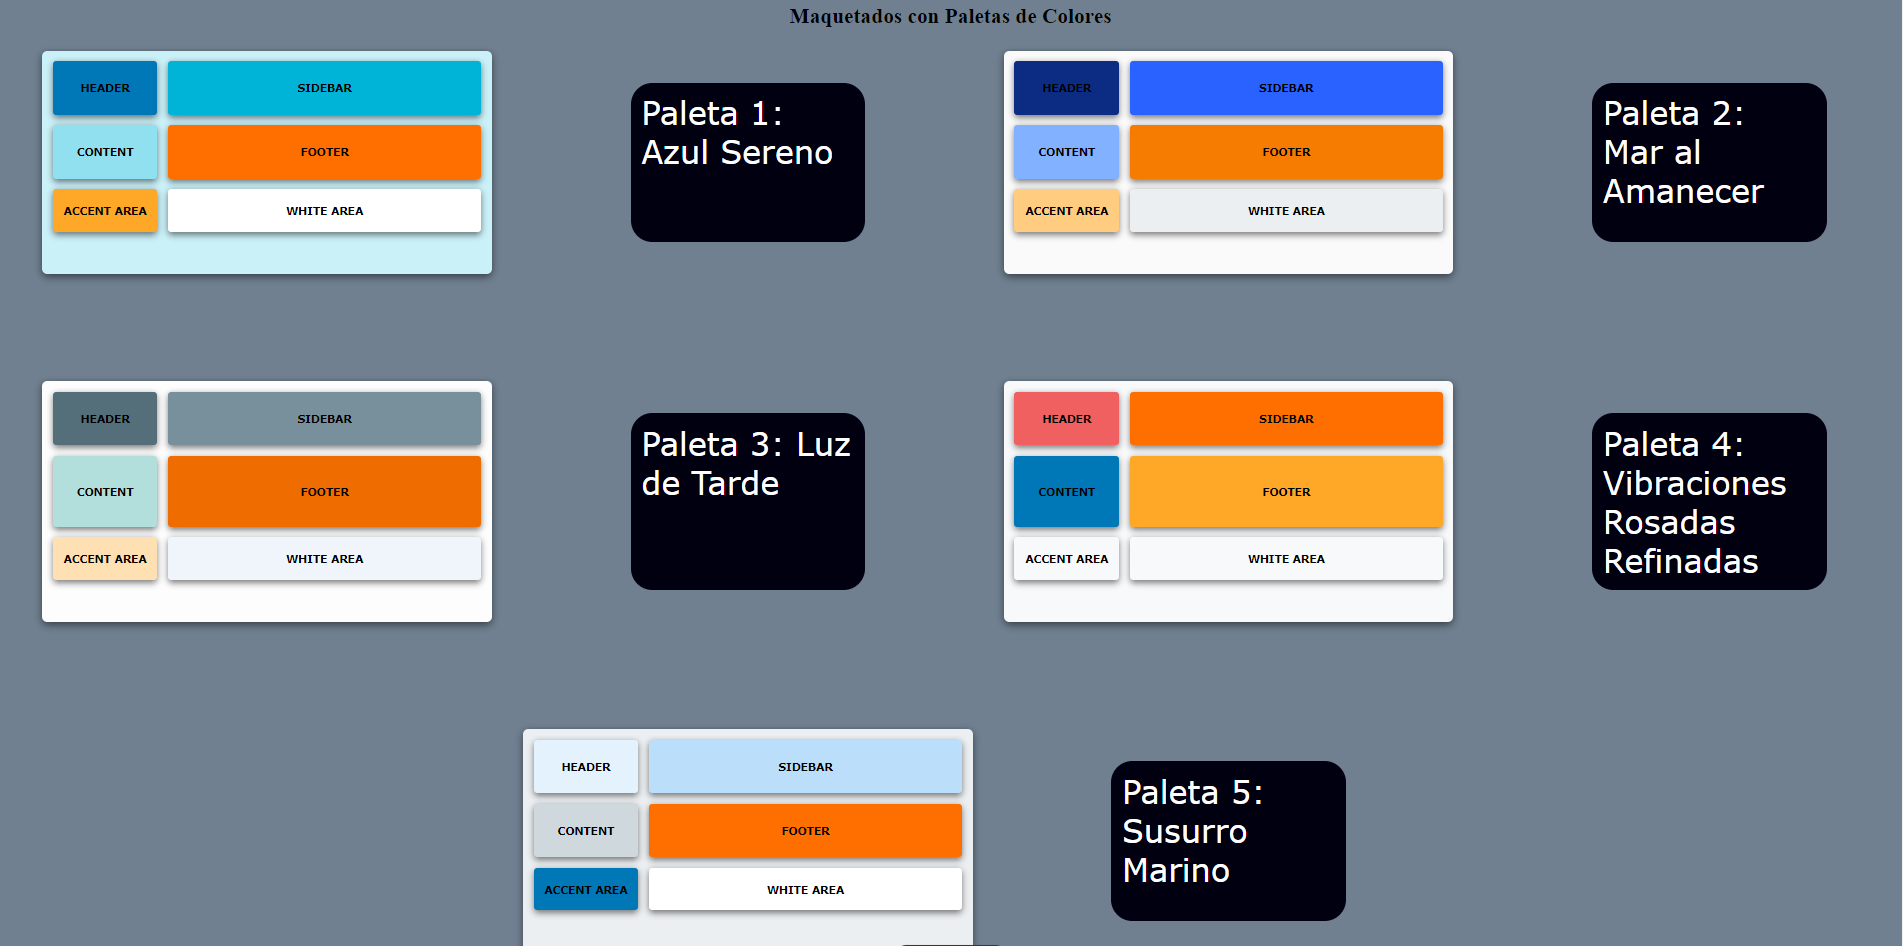 Maquetados con Paletas de Colores
HEADER
SIDEBAR
CONTENT
FOOTER
ACCENT AREA
WHITE AREA
Paleta 1:
Azul Sereno
HEADER
SIDEBAR
CONTENT
FOOTER
ACCENT AREA
WHITE AREA
Paleta 2:
Mar al
Amanecer
HEADER
SIDEBAR
CONTENT
FOOTER
ACCENT AREA
WHITE AREA
Paleta 3: Luz
de Tarde
HEADER
SIDEBAR
CONTENT
FOOTER
ACCENT AREA
WHITE AREA
Paleta 4:
Vibraciones
Rosadas
Refinadas
HEADER
SIDEBAR
CONTENT
FOOTER
ACCENT AREA
WHITE AREA
Paleta 5:
Susurro
Marino